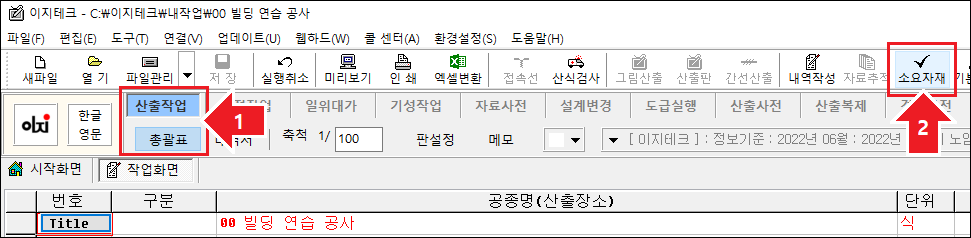 이지테크 - C:\이지테크\내작업\00 빌딩 연습 공사
파일(F) 편집(E) 도구(T) 연결(V) 업데이트(U) 웹하드(W) 콜 센터(A) 환경설정(S) 도움말(H)
새파일 열 기 파일관리 저 장 실행취소 미리보기 인 쇄 엑셀변환 접속선 산식검사 그림산출 산출판 간선산출 내역작성 자료추적 소요자재
한글 영문
산출작업 일위대가 기성작업 자료사전 설계변경 도급실행 산출사전 산출복제
1 2
총괄표 축척 1/ 100 판설정 메모 [ 이지테크 ] : 정보기준 : 2022년 06월 : 2022년
시작화면 작업화면
번호 구분 공종명(산출장소) 단위
Title 00 빌딩 연습 공사 식